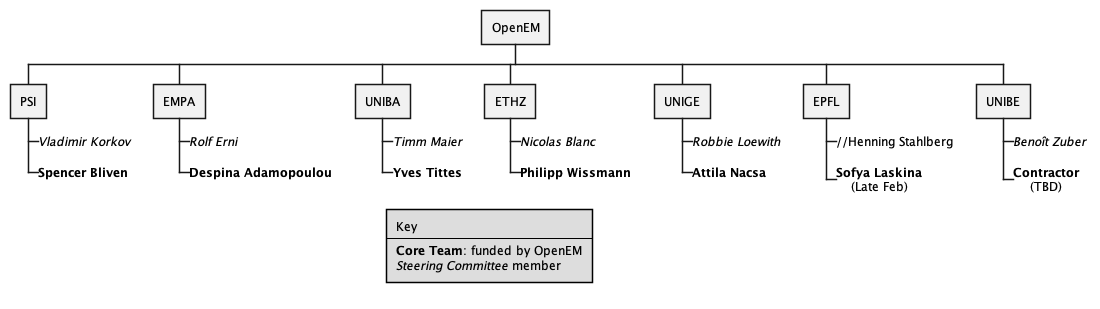 OpenEM
PSI
EMPA
UNIBA
ETHZ
UNIGE
EPFL
UNIBE
Vladimir Korkov
Rolf Erni
Timm Maier
Nicolas Blanc
Robbie Loewith
//Henning Stahlberg
Benoît Zuber
Spencer Bliven
Despina Adamopoulou
Yves Tittes
Philipp Wissmann
Attila Nacsa
Sofya Laskina
(Late Feb)
Contractor
(TBD)
Key
Core Team: funded by OpenEM
Steering Committee member